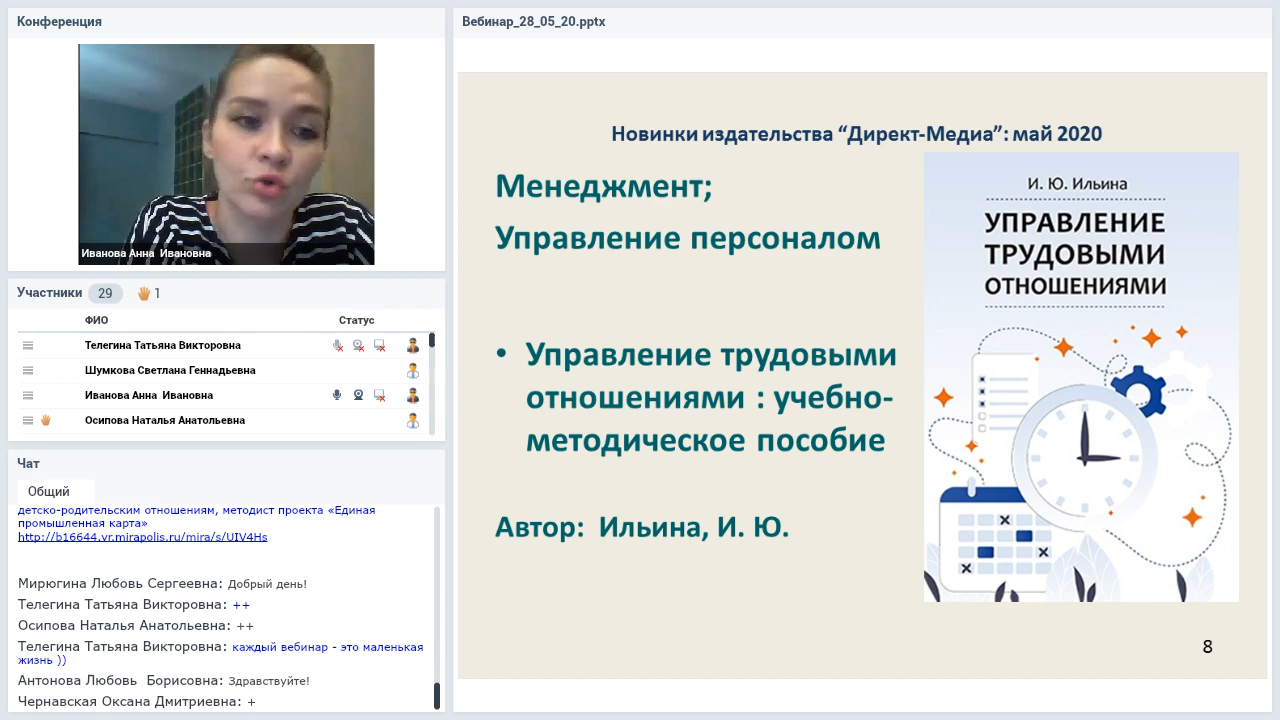 Конференция
Иванова Анна  Ивановна
Участники 29 1
ФИО Статус
Телегина Татьяна Викторовна
Шумкова Светлана Геннадьевна
Иванова Анна  Ивановна
Осипова Наталья Анатольевна
Чат
Общий
детско-родительским отношениям, методист проекта «Единая
промышленная карта»
http://b16644.vr.mirapolis.ru/mira/s/UIV4Hs
Мирюгина Любовь Сергеевна: Добрый день!
Телегина Татьяна Викторовна: ++
Осипова Наталья Анатольевна: ++
Телегина Татьяна Викторовна: каждый вебинар - это маленькая
жизнь ))
Антонова Любовь  Борисовна: Здравствуйте!
Чернавская Оксана Дмитриевна: +
Вебинар_28_05_20.pptx
Новинки издательства “Директ-Медиа”: май 2020
Менеджмент;
Управление персоналом
• Управление трудовыми
отношениями : учебно-
методическое пособие
Автор:  Ильина, И. Ю.
И. Ю. Ильина
УПРАВЛЕНИЕ
ТРУДОВЫМИ
ОТНОШЕНИЯМИ
8